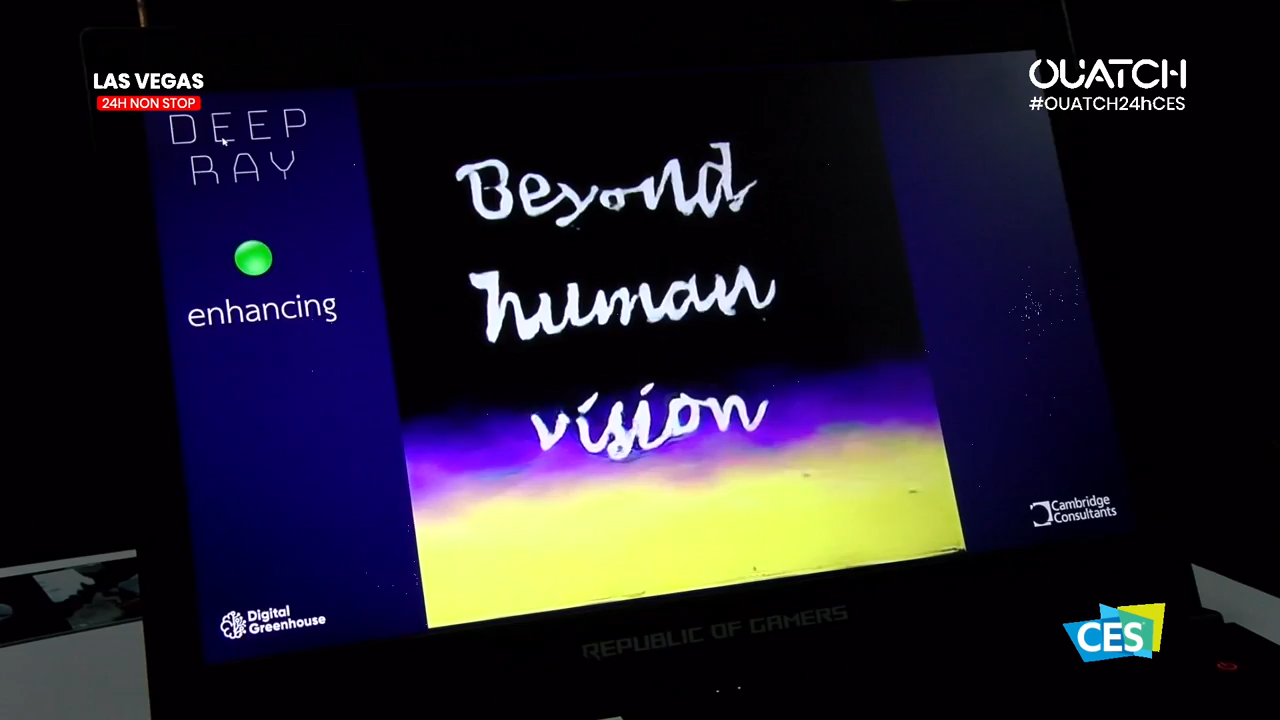 LAS VEGAS
24H NON STOP
OUATCH
#OUATCH24hCES
DEEP
RAY
enhancing
Beyond
human
vision
Cambridge
Consultants
Digital
Greenhouse
REPUBLIC OF GAMERS
CES